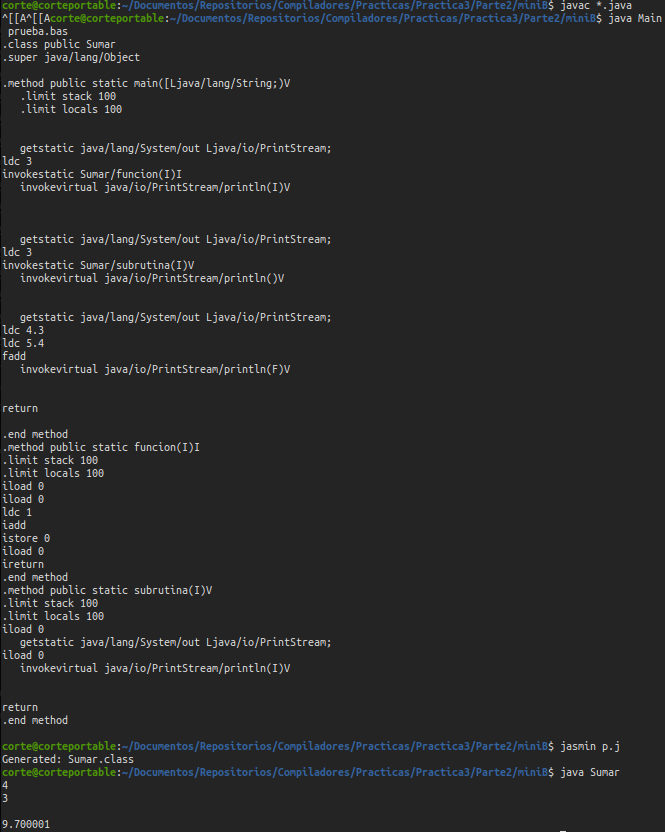 corte@corteportable:~/Documentos/Repositorios/Compiladores/Practicas/Practica3/Parte2/miniB$ javac *.java
^[[A^[[Acorte@corteportable:~/Documentos/Repositorios/Compiladores/Practicas/Practica3/Parte2/miniB$ java Main
prueba.bas
.class public Sumar
.super java/lang/Object
.method public static main([Ljava/lang/String;)V
.limit stack 100
.limit locals 100
getstatic java/lang/System/out Ljava/io/PrintStream;
ldc 3
invokestatic Sumar/funcion(I)I
invokevirtual java/io/PrintStream/println(I)V
getstatic java/lang/System/out Ljava/io/PrintStream;
ldc 3
invokestatic Sumar/subrutina(I)V
invokevirtual java/io/PrintStream/println()V
getstatic java/lang/System/out Ljava/io/PrintStream;
ldc 4.3
ldc 5.4
fadd
invokevirtual java/io/PrintStream/println(F)V
return
.end method
.method public static funcion(I)I
.limit stack 100
.limit locals 100
iload 0
iload 0
ldc 1
iadd
istore 0
iload 0
ireturn
.end method
.method public static subrutina(I)V
.limit stack 100
.limit locals 100
iload 0
getstatic java/lang/System/out Ljava/io/PrintStream;
iload 0
invokevirtual java/io/PrintStream/println(I)V
return
.end method
corte@corteportable:~/Documentos/Repositorios/Compiladores/Practicas/Practica3/Parte2/miniB$ jasmin p.j
Generated: Sumar.class
corte@corteportable:~/Documentos/Repositorios/Compiladores/Practicas/Practica3/Parte2/miniB$ java Sumar
4
3
9.700001